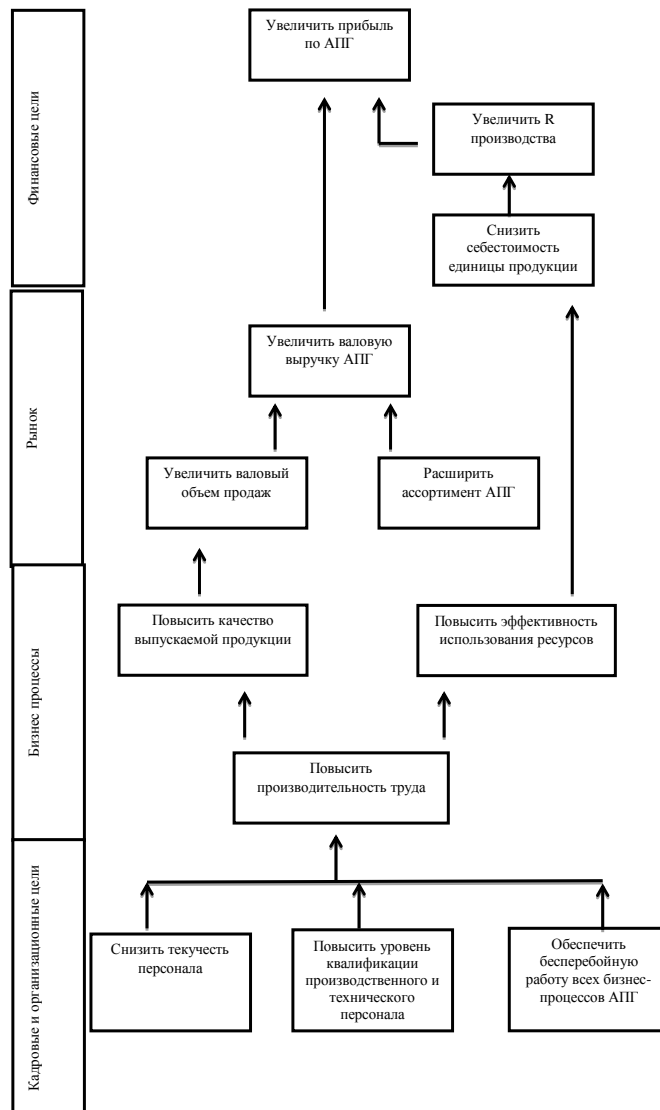 Финансовые цели
Увеличить прибыль
по АПГ
Увеличить R
производства
Снизить
себестоимость
единицы продукции
Рынок
Увеличить валовую
выручку АПГ
Увеличить валовый
объем продаж
Расширить
ассортимент АПГ
Бизнес процессы
Повысить качество
выпускаемой продукции
Повысить эффективность
использования ресурсов
Повысить
производительность труда
Кадровые и организационные цели
Снизить текучесть
персонала
Повысить уровень
квалификации
производственного и
технического
персонала
Обеспечить
бесперебойную
работу всех бизнес-
процессов АПГ